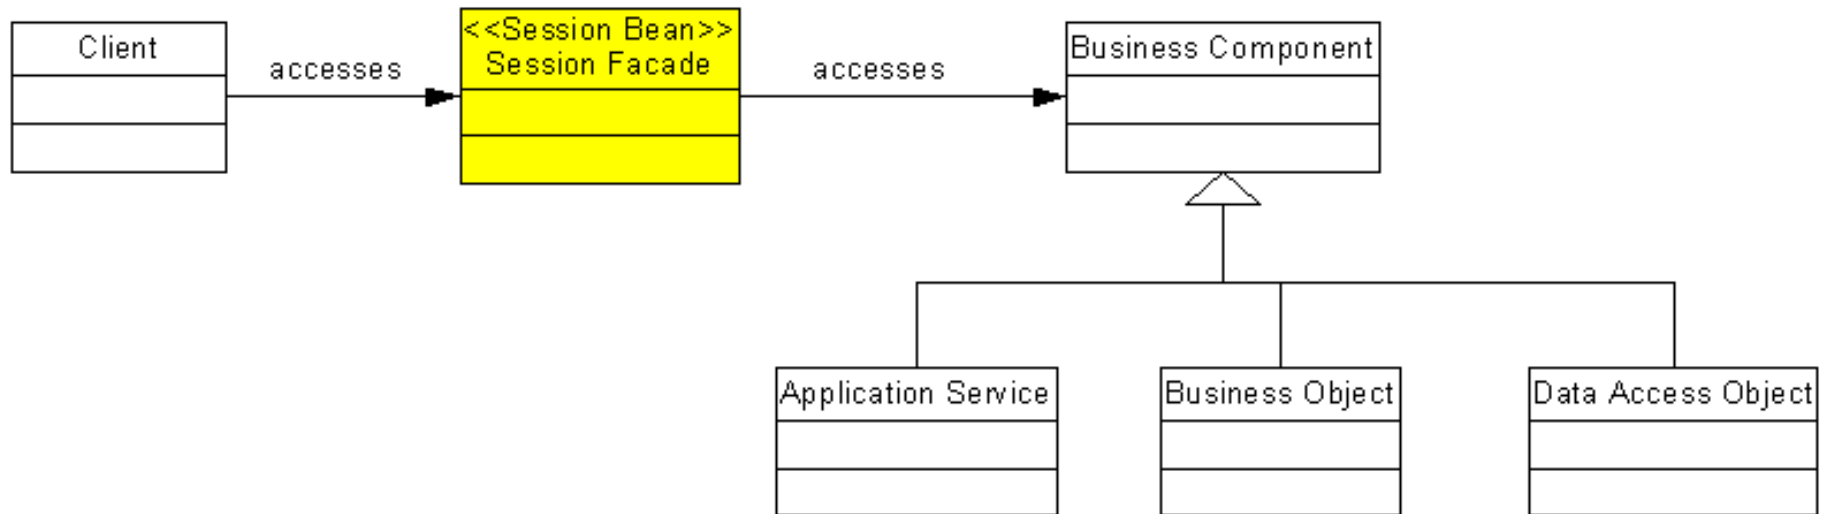 Client
accesses
<<Session Bean>>
Session Facade
accesses
Business Component
Application Service
Business Object
Data Access Object